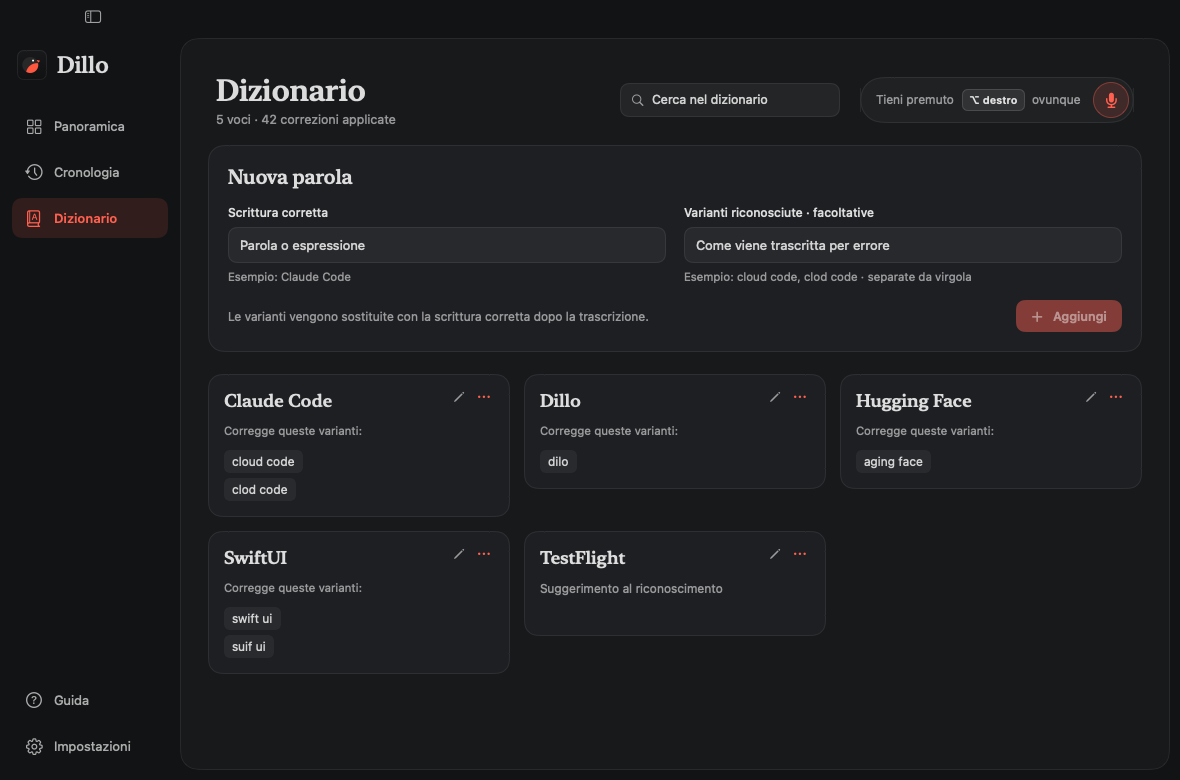 Dillo
Panoramica
Cronologia
Dizionario
Guida
Impostazioni
Dizionario
5 voci · 42 correzioni applicate
Cerca nel dizionario
Tieni premuto ⌥ destro ovunque
Nuova parola
Scrittura corretta
Parola o espressione
Esempio: Claude Code
Varianti riconosciute · facoltative
Come viene trascritta per errore
Esempio: cloud code, clod code · separate da virgola
Le varianti vengono sostituite con la scrittura corretta dopo la trascrizione.
+ Aggiungi
Claude Code
Corregge queste varianti:
cloud code
clod code
Dillo
Corregge queste varianti:
dilo
Hugging Face
Corregge queste varianti:
aging face
SwiftUI
Corregge queste varianti:
swift ui
suif ui
TestFlight
Suggerimento al riconoscimento